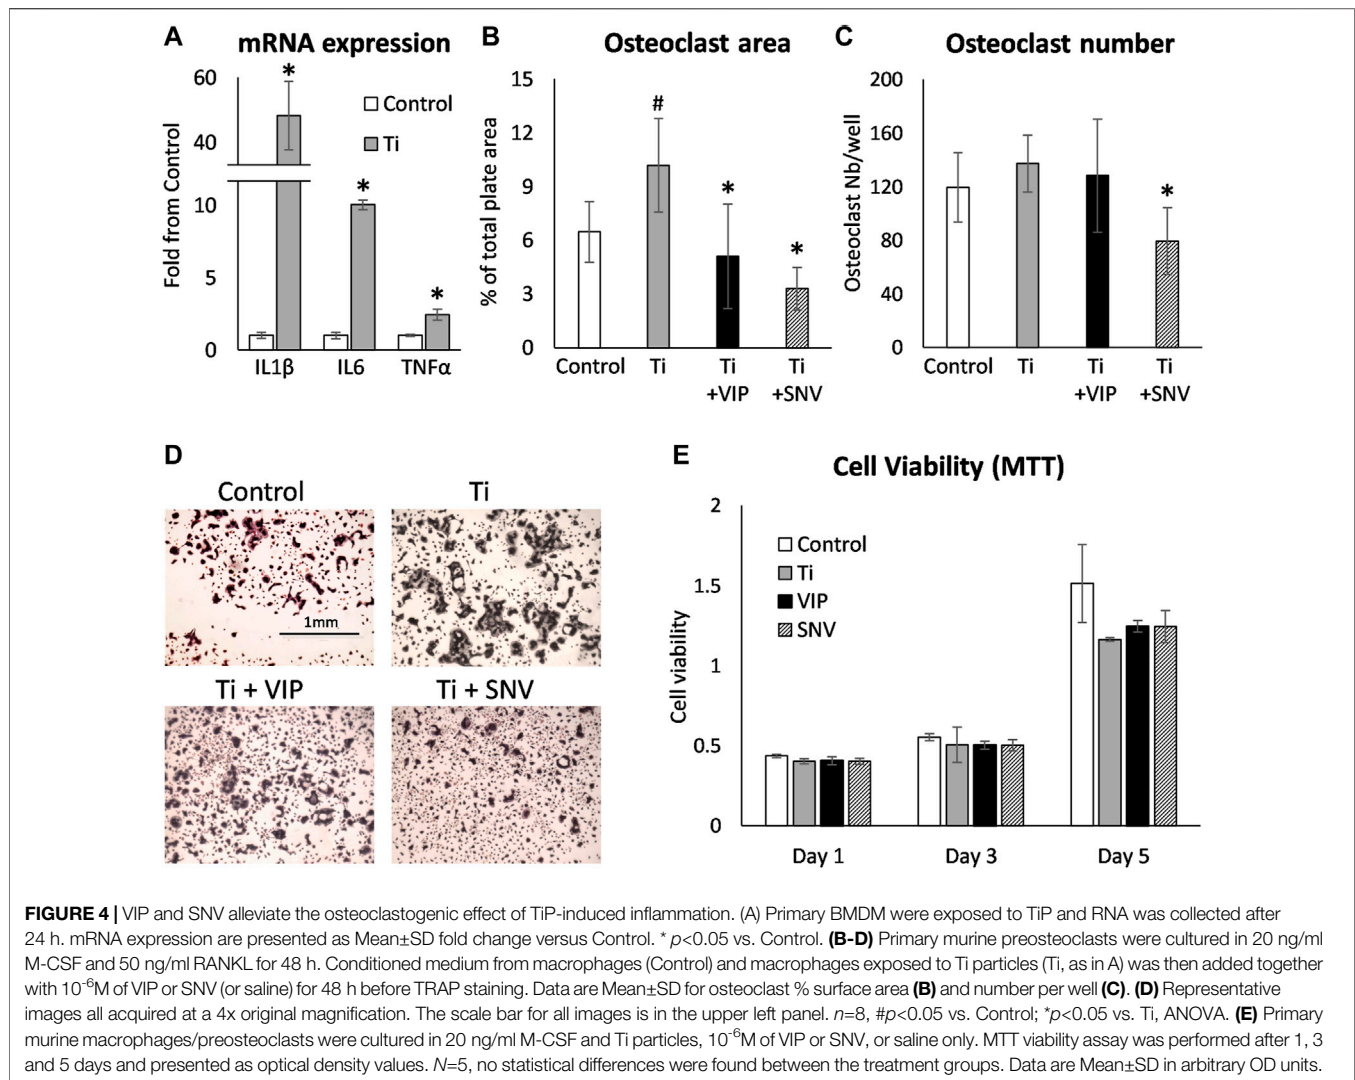 A mRNA expression
60
40
10
5
0
Fold from Control
* * *
Control
Ti
IL1β IL6 TNFα
B Osteoclast area
15
12
9
6
3
0
% of total plate area
# * *
Control Ti Ti Ti
+VIP +SNV
C Osteoclast number
200
160
120
80
40
0
Osteoclast Nb/well
*
Control Ti Ti Ti
+VIP +SNV
D
Control Ti
1mm
Ti + VIP Ti + SNV
E Cell Viability (MTT)
2
1.5
1
0.5
0
Cell viability
Control
Ti
VIP
SNV
Day 1 Day 3 Day 5
FIGURE 4 | VIP and SNV alleviate the osteoclastogenic effect of TiP-induced inflammation. (A) Primary BMDM were exposed to TiP and RNA was collected after
24 h. mRNA expression are presented as Mean±SD fold change versus Control. * p<0.05 vs. Control. (B-D) Primary murine preosteoclasts were cultured in 20 ng/ml
M-CSF and 50 ng/ml RANKL for 48 h. Conditioned medium from macrophages (Control) and macrophages exposed to Ti particles (Ti, as in A) was then added together
with 10⁻⁶M of VIP or SNV (or saline) for 48 h before TRAP staining. Data are Mean±SD for osteoclast % surface area (B) and number per well (C). (D) Representative
images all acquired at a 4x original magnification. The scale bar for all images is in the upper left panel. n=8, #p<0.05 vs. Control; *p<0.05 vs. Ti, ANOVA. (E) Primary
murine macrophages/preosteoclasts were cultured in 20 ng/ml M-CSF and Ti particles, 10⁻⁶M of VIP or SNV, or saline only. MTT viability assay was performed after 1, 3
and 5 days and presented as optical density values. N=5, no statistical differences were found between the treatment groups. Data are Mean±SD in arbitrary OD units.